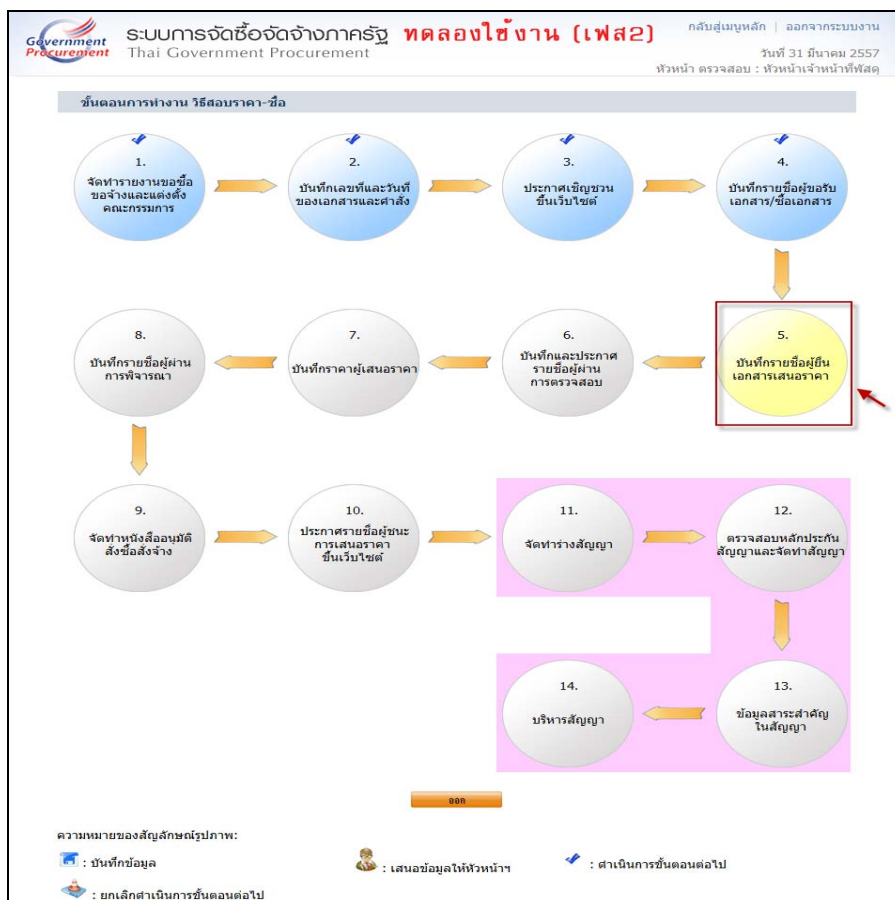 Government
Procurement
ระบบการจัดซื้อจัดจ้างภาครัฐ ทดลองใช้งาน (เฟส2)
Thai Government Procurement
กลับสู่เมนูหลัก | ออกจากระบบงาน
วันที่ 31 มีนาคม 2557
หัวหน้า ตรวจสอบ : หัวหน้าเจ้าหน้าที่พัสดุ
ขั้นตอนการทำงาน วิธีสอบราคา-ซื้อ
1.
จัดทำรายงานขอซื้อ
ขอจ้างและแต่งตั้ง
คณะกรรมการ
2.
บันทึกเลขที่และวันที่
ของเอกสารและคำสั่ง
3.
ประกาศเชิญชวน
ขึ้นเว็บไซต์
4.
บันทึกรายชื่อผู้ขอรับ
เอกสาร/ซื้อเอกสาร
5.
บันทึกรายชื่อผู้ยื่น
เอกสารเสนอราคา
6.
บันทึกและประกาศ
รายชื่อผู้ผ่าน
การตรวจสอบ
7.
บันทึกราคาผู้เสนอราคา
8.
บันทึกรายชื่อผู้ผ่าน
การพิจารณา
9.
จัดทำหนังสืออนุมัติ
สั่งซื้อสั่งจ้าง
10.
ประกาศรายชื่อผู้ชนะ
การเสนอราคา
ขึ้นเว็บไซต์
11.
จัดทำร่างสัญญา
12.
ตรวจสอบหลักประกัน
สัญญาและจัดทำสัญญา
13.
ข้อมูลสาระสำคัญ
ในสัญญา
14.
บริหารสัญญา
ออก
ความหมายของสัญลักษณ์รูปภาพ:
: บันทึกข้อมูล
: เสนอข้อมูลให้หัวหน้าฯ
: ดำเนินการขั้นตอนต่อไป
: ยกเลิกดำเนินการขั้นตอนต่อไป